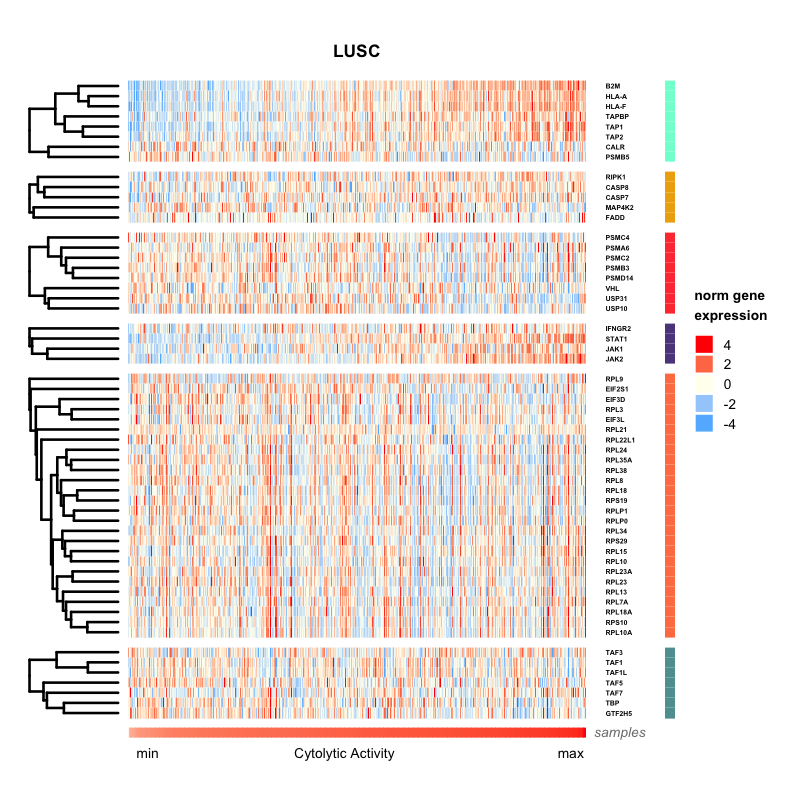 LUSC
B2M
HLA-A
HLA-F
TAPBP
TAP1
TAP2
CALR
PSMB5
RIPK1
CASP8
CASP7
MAP4K2
FADD
PSMC4
PSMA6
PSMC2
PSMB3
PSMD14
VHL
USP31
USP10
IFNGR2
STAT1
JAK1
JAK2
RPL9
EIF2S1
EIF3D
RPL3
EIF3L
RPL21
RPL22L1
RPL24
RPL35A
RPL38
RPL8
RPL18
RPS19
RPLP1
RPLP0
RPL34
RPS29
RPL15
RPL10
RPL23A
RPL23
RPL13
RPL7A
RPL18A
RPS10
RPL10A
TAF3
TAF1
TAF1L
TAF5
TAF7
TBP
GTF2H5
samples
min Cytolytic Activity max
norm gene
expression
4
2
0
-2
-4